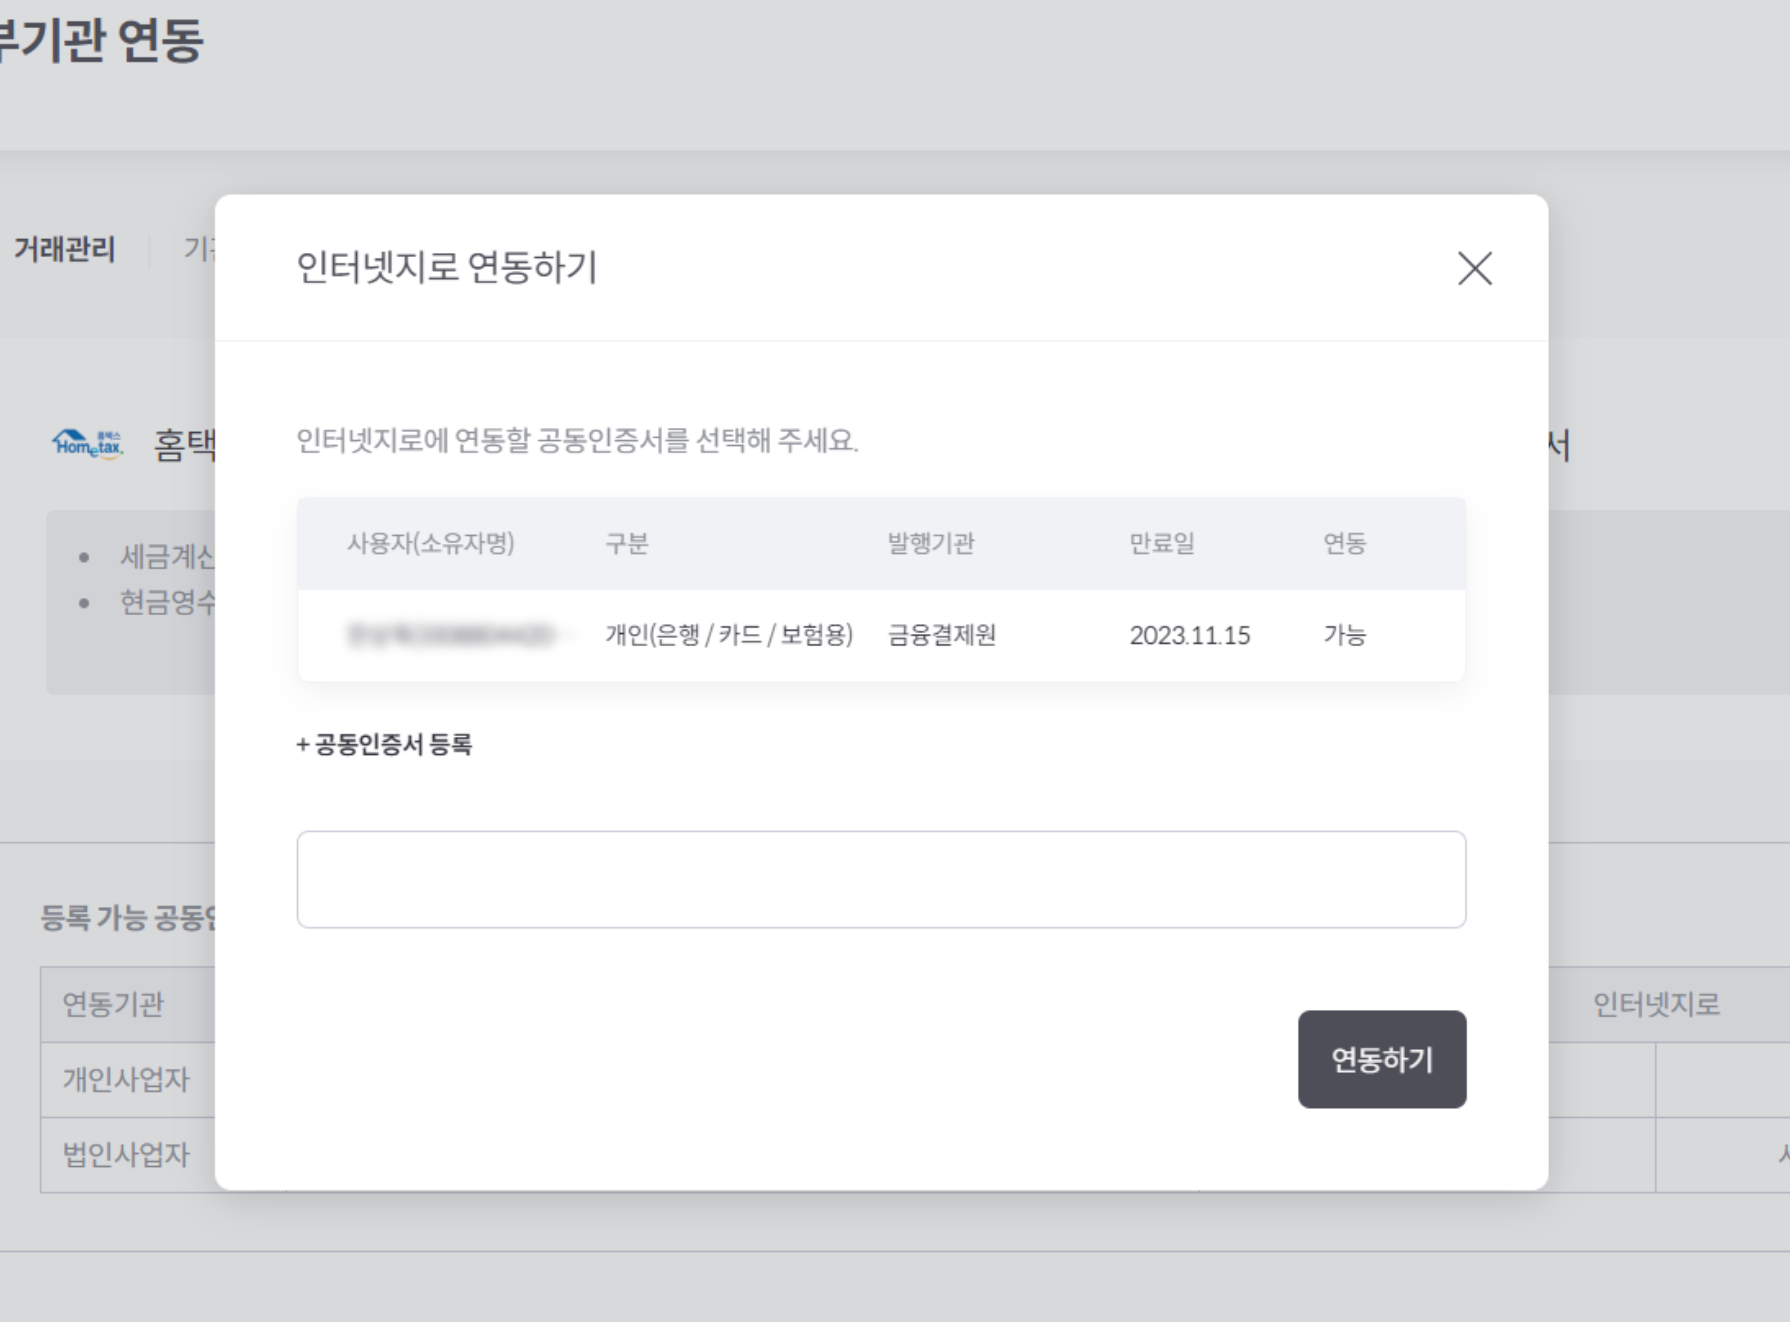 기관 연동
거래관리
인터넷지로 연동하기
Hometax. 홈택스
홈택
인터넷지로에 연동할 공동인증서를 선택해 주세요.
서
사용자(소유자명) 구분 발행기관 만료일 연동
개인(은행 / 카드 / 보험용) 금융결제원 2023.11.15 가능
세금계산
현금영수
+ 공동인증서 등록
등록 가능 공동인
연동기관
인터넷지로
연동하기
개인사업자
법인사업자